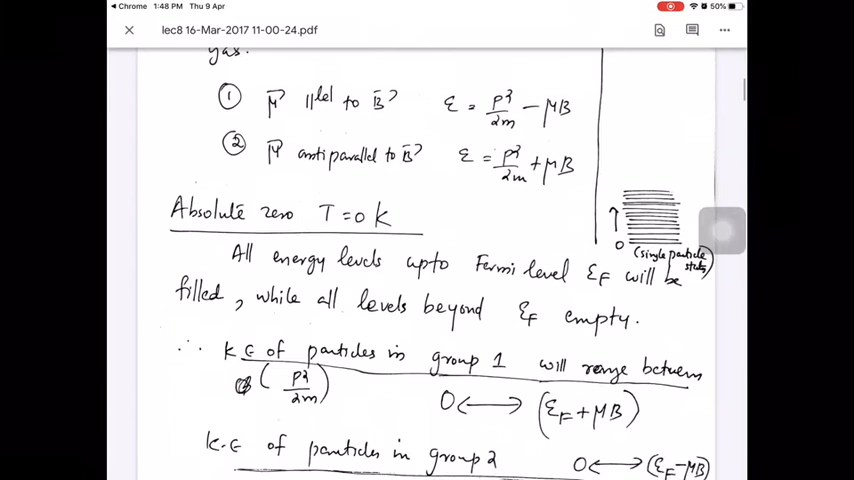 Chrome 1:48 PM Thu 9 Apr 50%
lec8 16-Mar-2017 11-00-24.pdf
gas.
① μ⃗ ||lel to B⃗ ε = p²/2m − μB
② μ⃗ antiparallel to B⃗ ε = p²/2m + μB
Absolute zero T=0 K
0 (single particle states)
All energy levels upto Fermi level ε_F will be
filled, while all levels beyond ε_F empty.
∴ K E of particles in group 1 will range between
(p²/2m) 0 ⟷ (ε_F + μB)
K.E of particles in group 2 0 ⟷ (ε_F − μB)